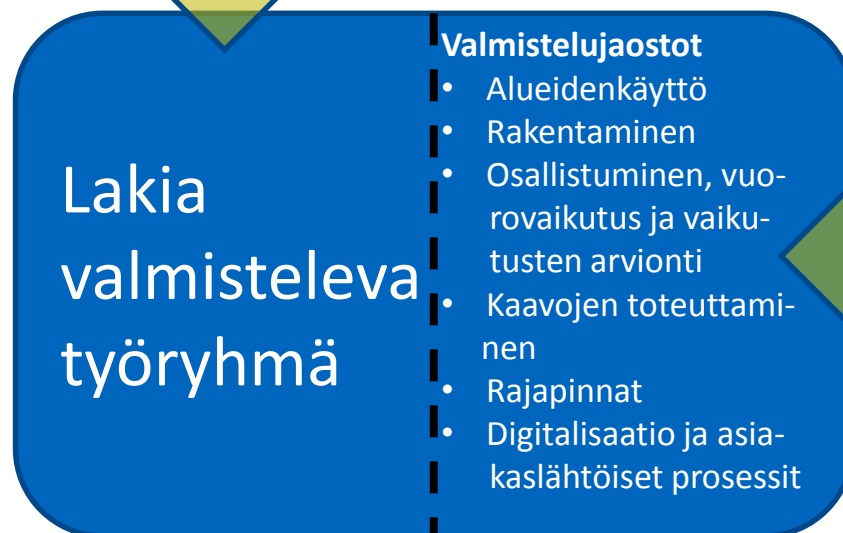 Lakia
valmisteleva
työryhmä
Valmistelujaostot
• Alueidenkäyttö
• Rakentaminen
• Osallistuminen, vuo-
rovaikutus ja vaiku-
tusten arviointi
• Kaavojen toteuttami-
nen
• Rajapinnat
• Digitalisaatio ja asia-
kaslähtöiset prosessit